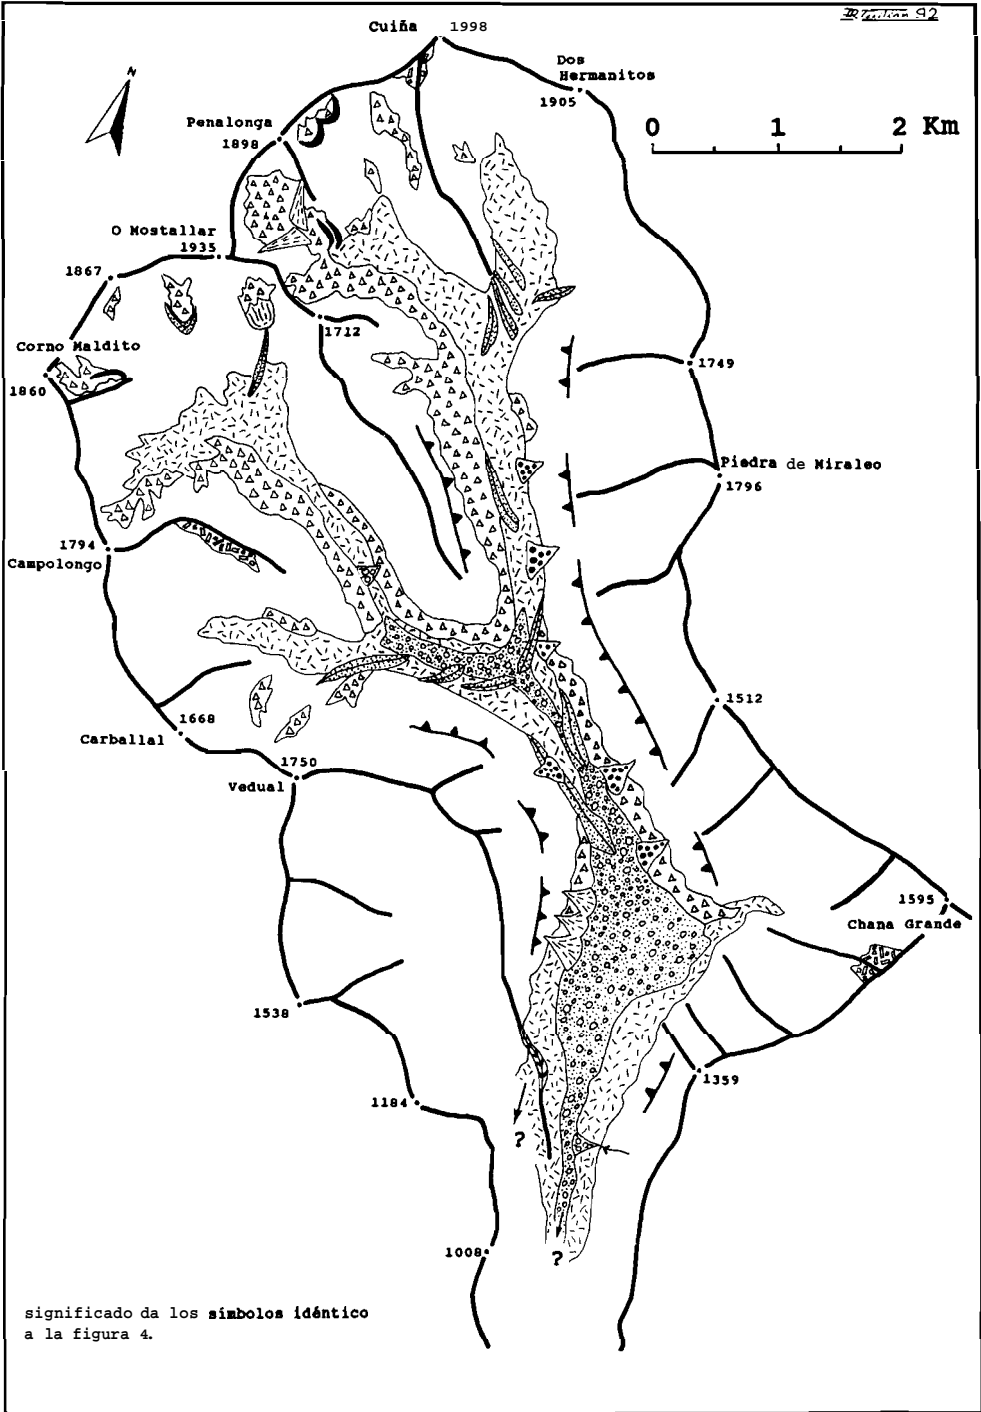 92
Cuiña 1998
Dos
Hermanitos
1905
N
0 1 2 Km
Penalonga
1898
O Mostallar
1935
1867
1712
Corno Maldito
1860
1749
Piedra de Miraleo
1796
1794
Campolongo
1512
1668
Carballal
1750
Vedual
1595
Chana Grande
1538
1359
1184
?
1008
?
significado da los símbolos idéntico
a la figura 4.